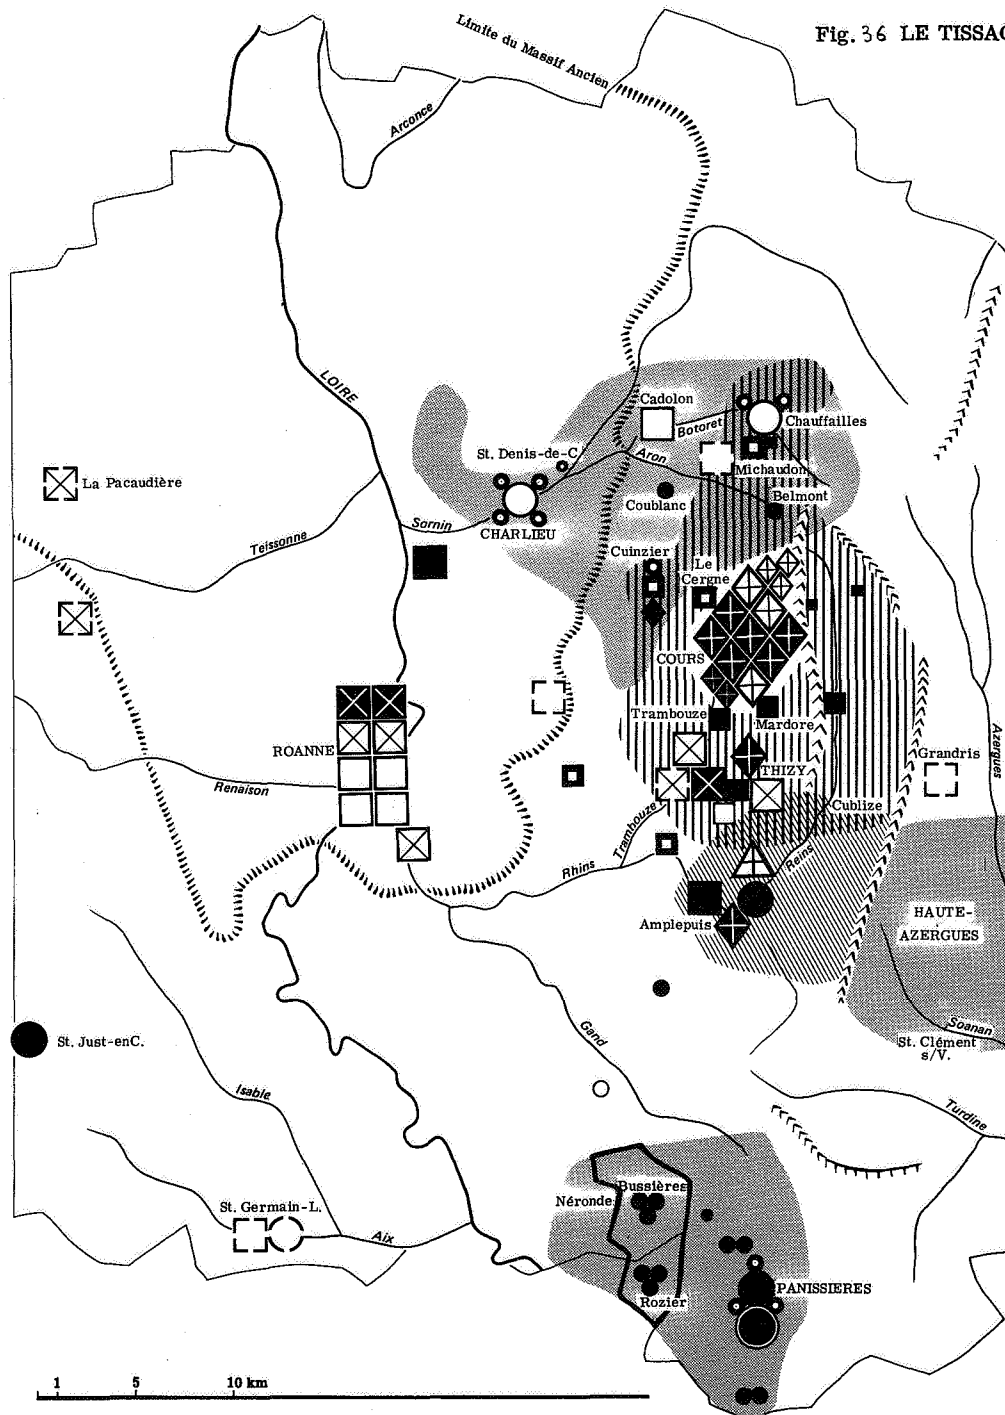 Fig. 36 LE TISSAG
Limite du Massif Ancien
Arconce
LOIRE
Cadolon
Botoret
Chauffailles
St. Denis-de-C
Aron
Michaudon
La Pacaudière
Coublanc
Belmont
Sornin
CHARLIEU
Teissonne
Cuinzier
Le
Cergne
COURS
Trambouze
Mardore
ROANNE
Grandris
Azergues
THIZY
Renaison
Cublize
Trambouze
Reins
Rhins
HAUTE-
AZERGUES
Amplepuis
Soanan
St. Just-enC.
Gand
St. Clément
s/V.
Isable
Turdine
Bussières
St. Germain-L.
Néronde
Aix
PANISSIERES
Rozier
1 5 10 km